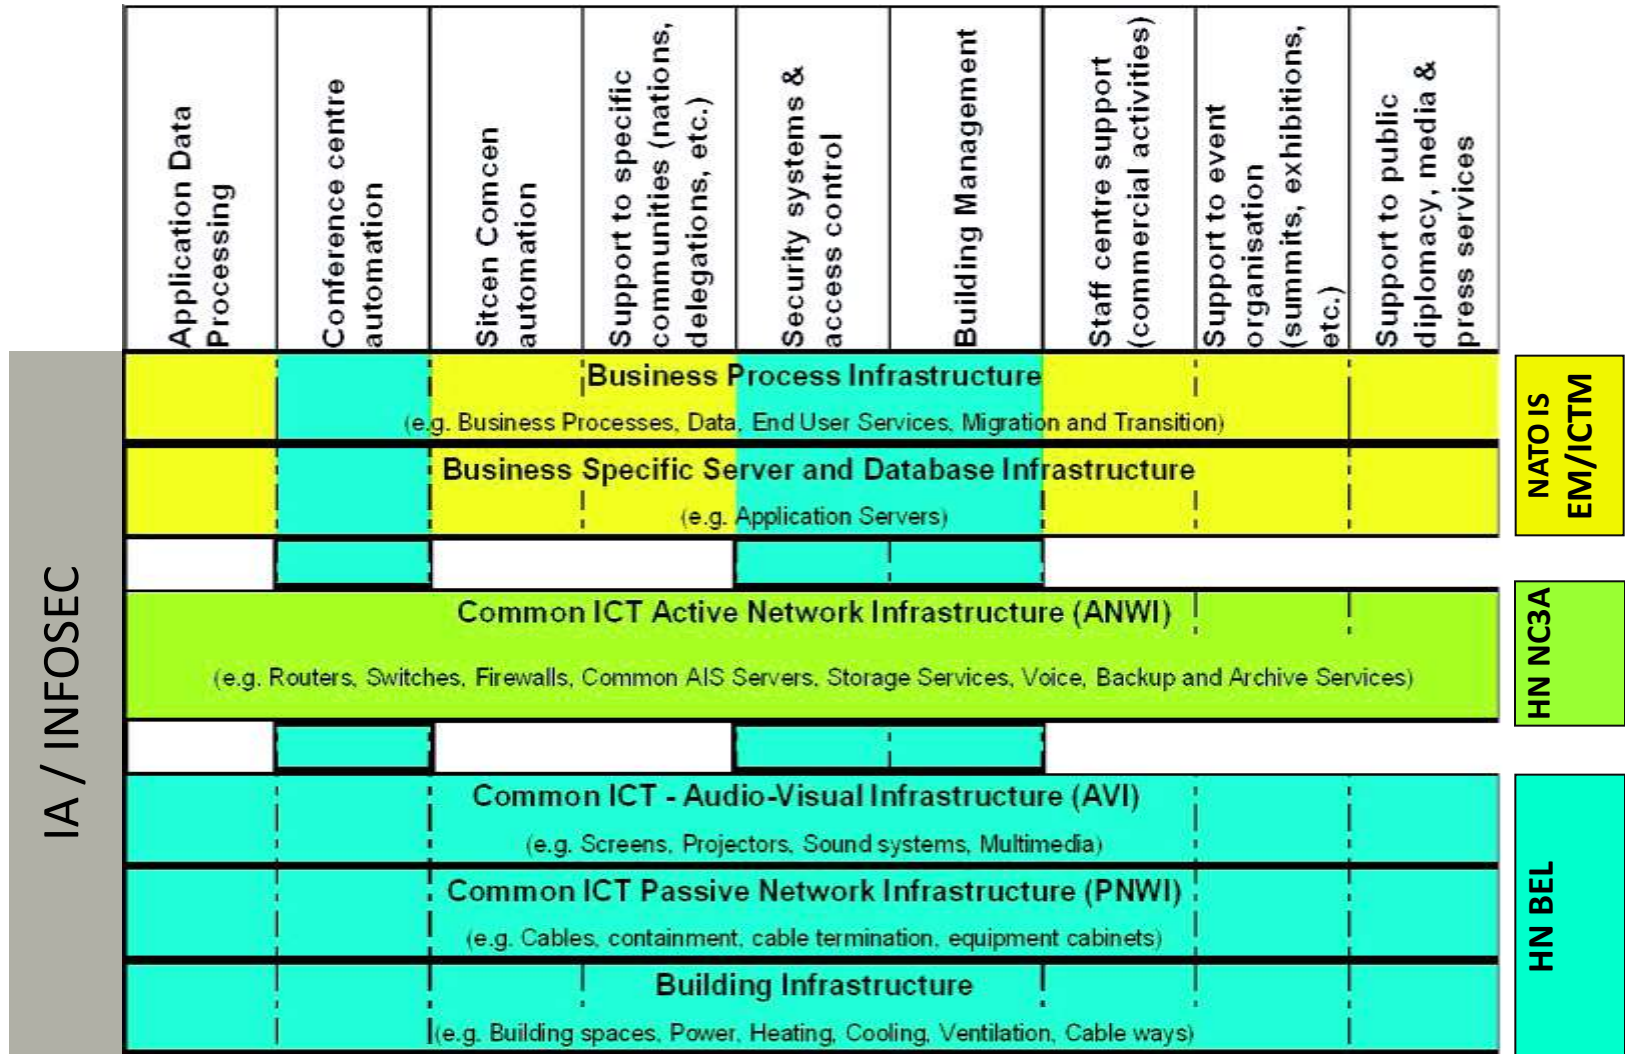 Application Data
Processing
Conference centre
automation
Sitcen Comcen
automation
Support to specific
communities (nations,
delegations, etc.)
Security systems &
access control
Building Management
Staff centre support
(commercial activities)
Support to event
organisation
(summits, exhibitions,
etc.)
Support to public
diplomacy, media &
press services
IA / INFOSEC
Business Process Infrastructure
(e.g. Business Processes, Data, End User Services, Migration and Transition)
Business Specific Server and Database Infrastructure
(e.g. Application Servers)
NATO IS
EM/ICTM
Common ICT Active Network Infrastructure (ANWI)
(e.g. Routers, Switches, Firewalls, Common AIS Servers, Storage Services, Voice, Backup and Archive Services)
HN NC3A
Common ICT - Audio-Visual Infrastructure (AVI)
(e.g. Screens, Projectors, Sound systems, Multimedia)
Common ICT Passive Network Infrastructure (PNWI)
(e.g. Cables, containment, cable termination, equipment cabinets)
Building Infrastructure
(e.g. Building spaces, Power, Heating, Cooling, Ventilation, Cable ways)
HN BEL